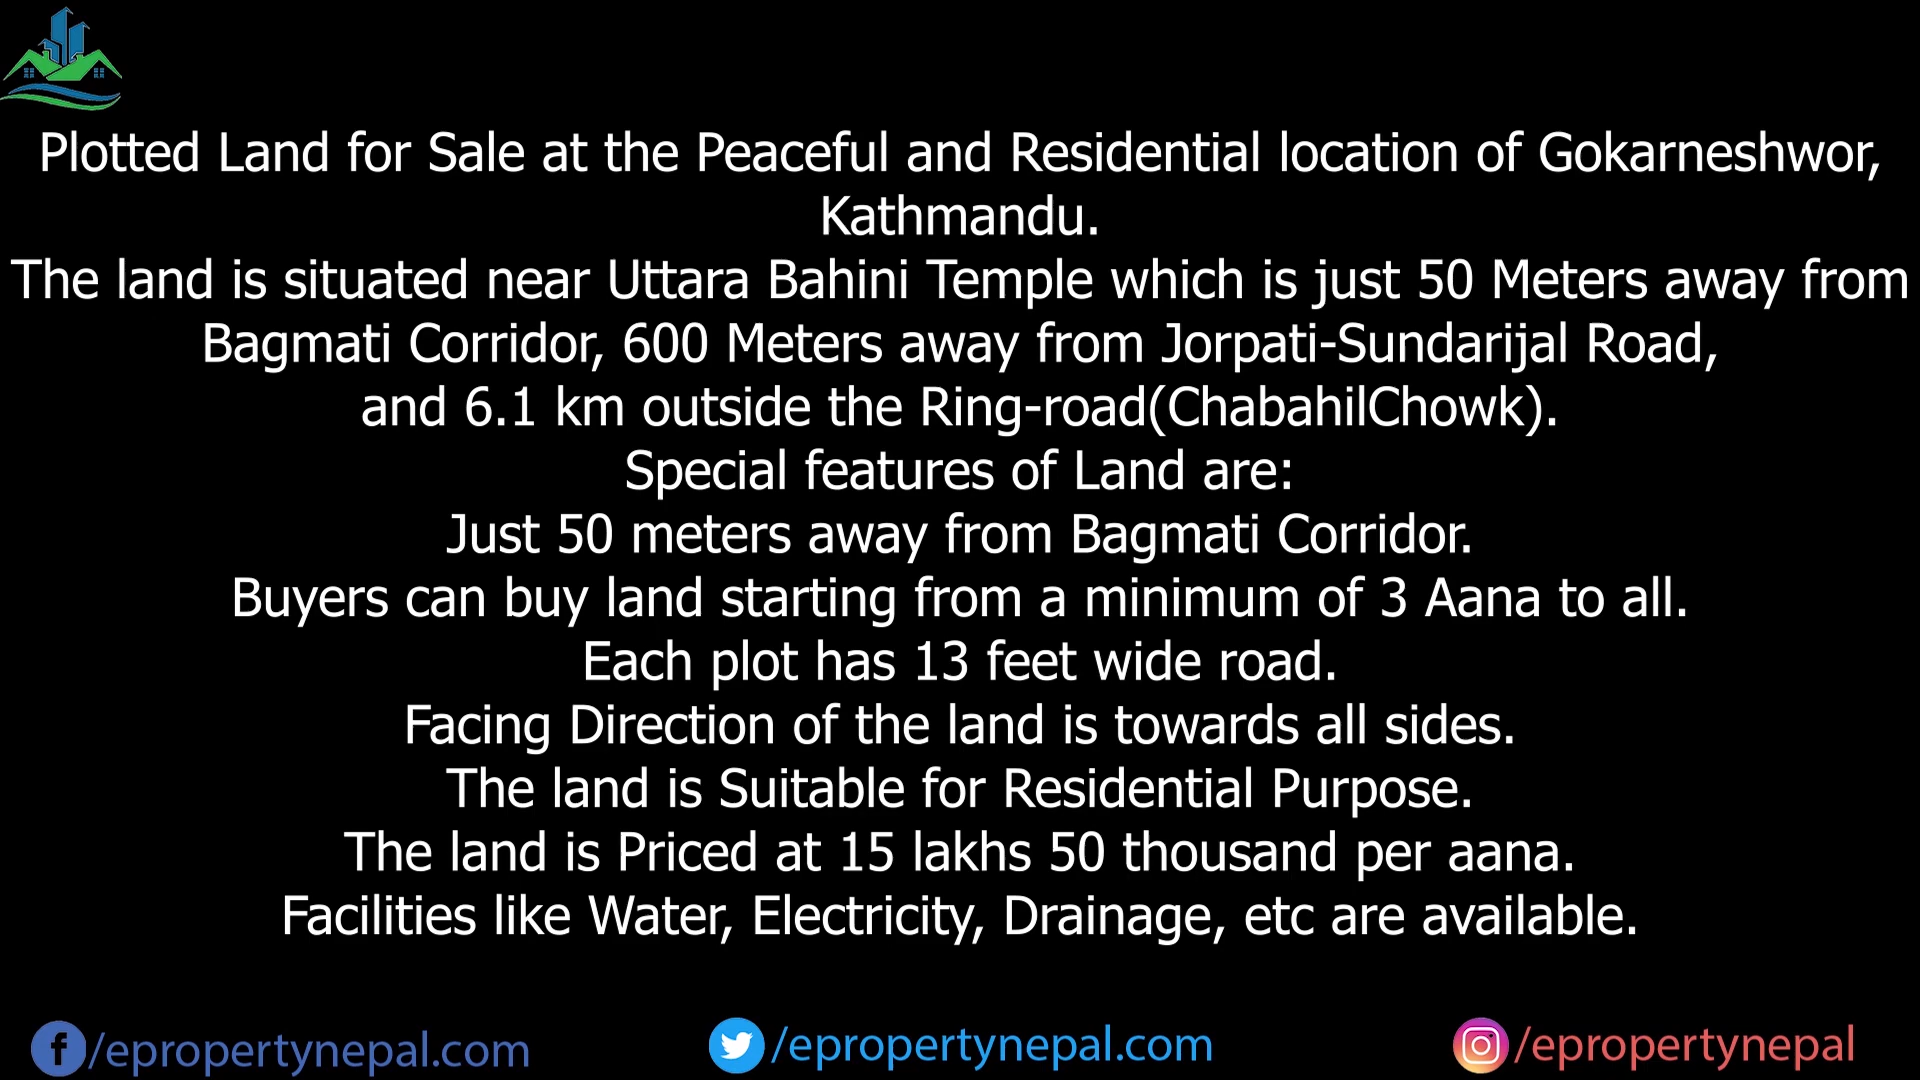 Plotted Land for Sale at the Peaceful and Residential location of Gokarneshwor,
Kathmandu.
The land is situated near Uttara Bahini Temple which is just 50 Meters away from
Bagmati Corridor, 600 Meters away from Jorpati-Sundarijal Road,
and 6.1 km outside the Ring-road(ChabahilChowk).
Special features of Land are:
Just 50 meters away from Bagmati Corridor.
Buyers can buy land starting from a minimum of 3 Aana to all.
Each plot has 13 feet wide road.
Facing Direction of the land is towards all sides.
The land is Suitable for Residential Purpose.
The land is Priced at 15 lakhs 50 thousand per aana.
Facilities like Water, Electricity, Drainage, etc are available.
/epropertynepal.com
/epropertynepal.com
/epropertynepal